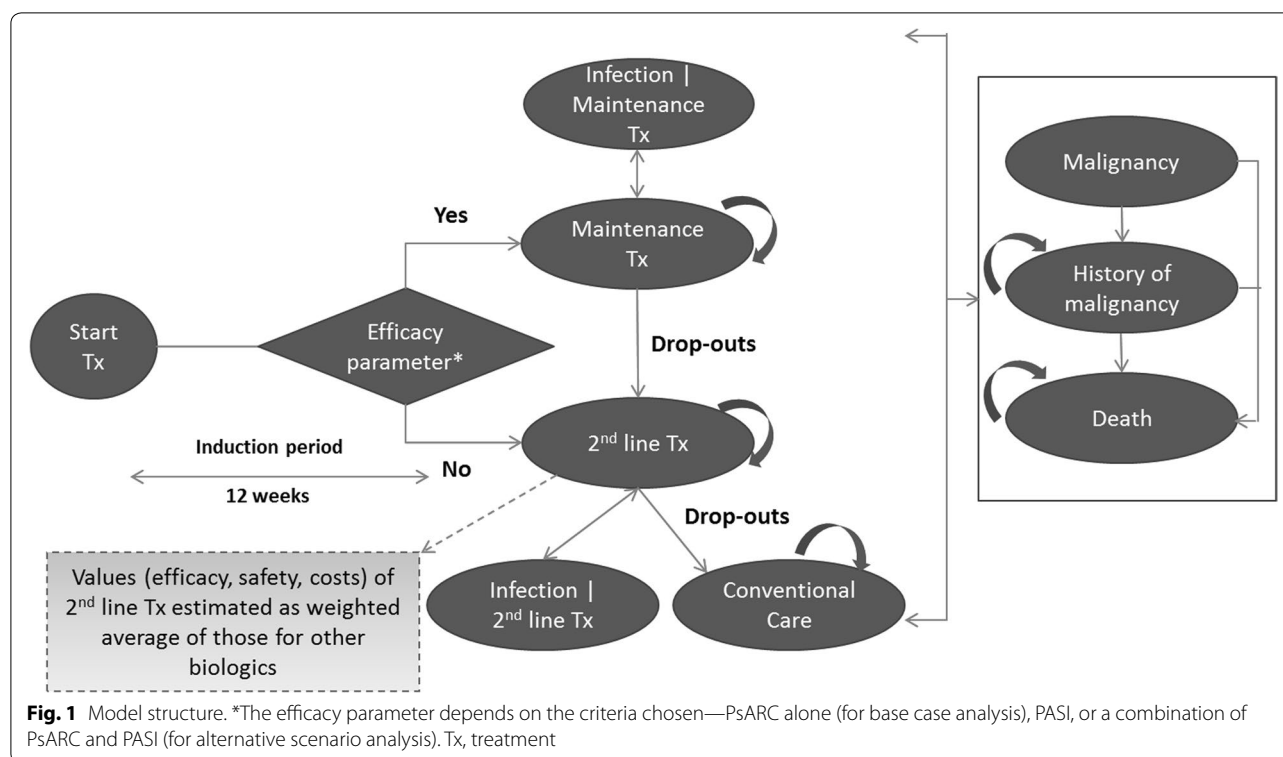 Infection |
Maintenance
Tx
Malignancy
Yes
Maintenance
Tx
History of
malignancy
Start
Tx
Efficacy
parameter*
Drop-outs
Death
Induction period
12 weeks
No
2nd line Tx
Drop-outs
Values (efficacy, safety, costs) of
2nd line Tx estimated as weighted
average of those for other
biologics
Infection |
2nd line Tx
Conventional
Care
Fig. 1 Model structure. *The efficacy parameter depends on the criteria chosen—PsARC alone (for base case analysis), PASI, or a combination of
PsARC and PASI (for alternative scenario analysis). Tx, treatment